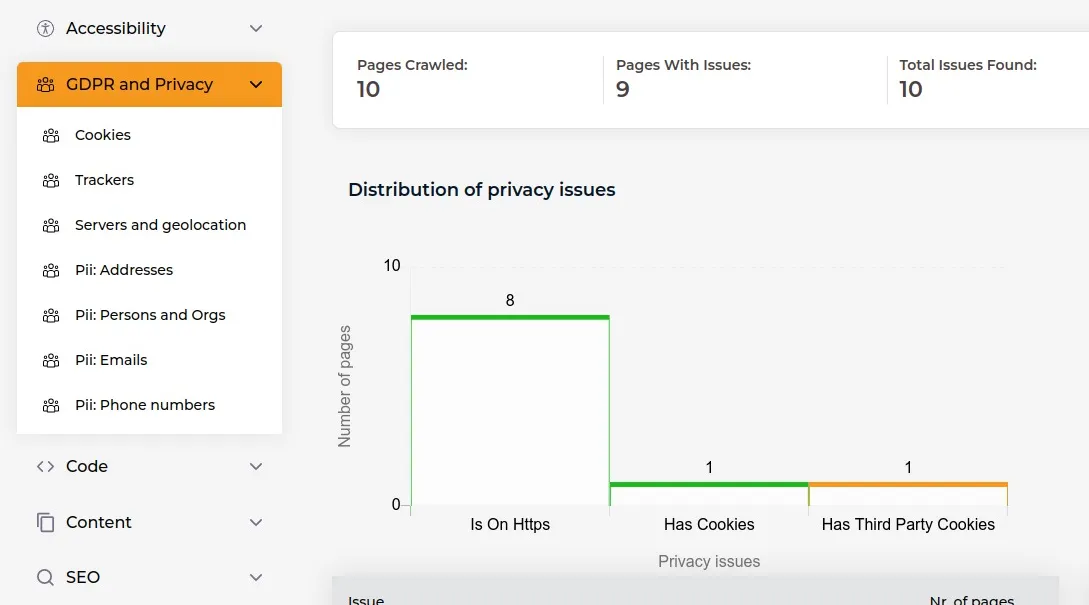 Accessibility
GDPR and Privacy
Cookies
Trackers
Servers and geolocation
Pii: Addresses
Pii: Persons and Orgs
Pii: Emails
Pii: Phone numbers
Code
Content
SEO
Pages Crawled:
10
Pages With Issues:
9
Total Issues Found:
10
Distribution of privacy issues
10
8
1
1
Number of pages
0
Is On Https
Has Cookies
Has Third Party Cookies
Privacy issues
Issue
Nr. of pages